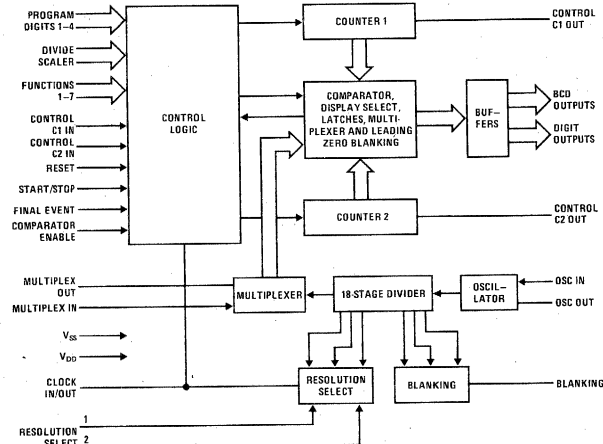 PROGRAM
DIGITS 1–4
DIVIDE
SCALER
FUNCTIONS
1–7
CONTROL
C1 IN
CONTROL
C2 IN
RESET
START/STOP
FINAL EVENT
COMPARATOR
ENABLE
CONTROL
LOGIC
COUNTER 1
CONTROL
C1 OUT
COMPARATOR,
DISPLAY SELECT,
LATCHES, MULTI-
PLEXER AND LEADING
ZERO BLANKING
BUF-
FERS
BCD
OUTPUTS
DIGIT
OUTPUTS
COUNTER 2
CONTROL
C2 OUT
MULTIPLEX
OUT
MULTIPLEX IN
MULTIPLEXER
18-STAGE DIVIDER
OSCIL-
LATOR
OSC IN
OSC OUT
VSS
VDD
CLOCK
IN/OUT
RESOLUTION
SELECT
BLANKING
BLANKING
RESOLUTION
SELECT
1
2